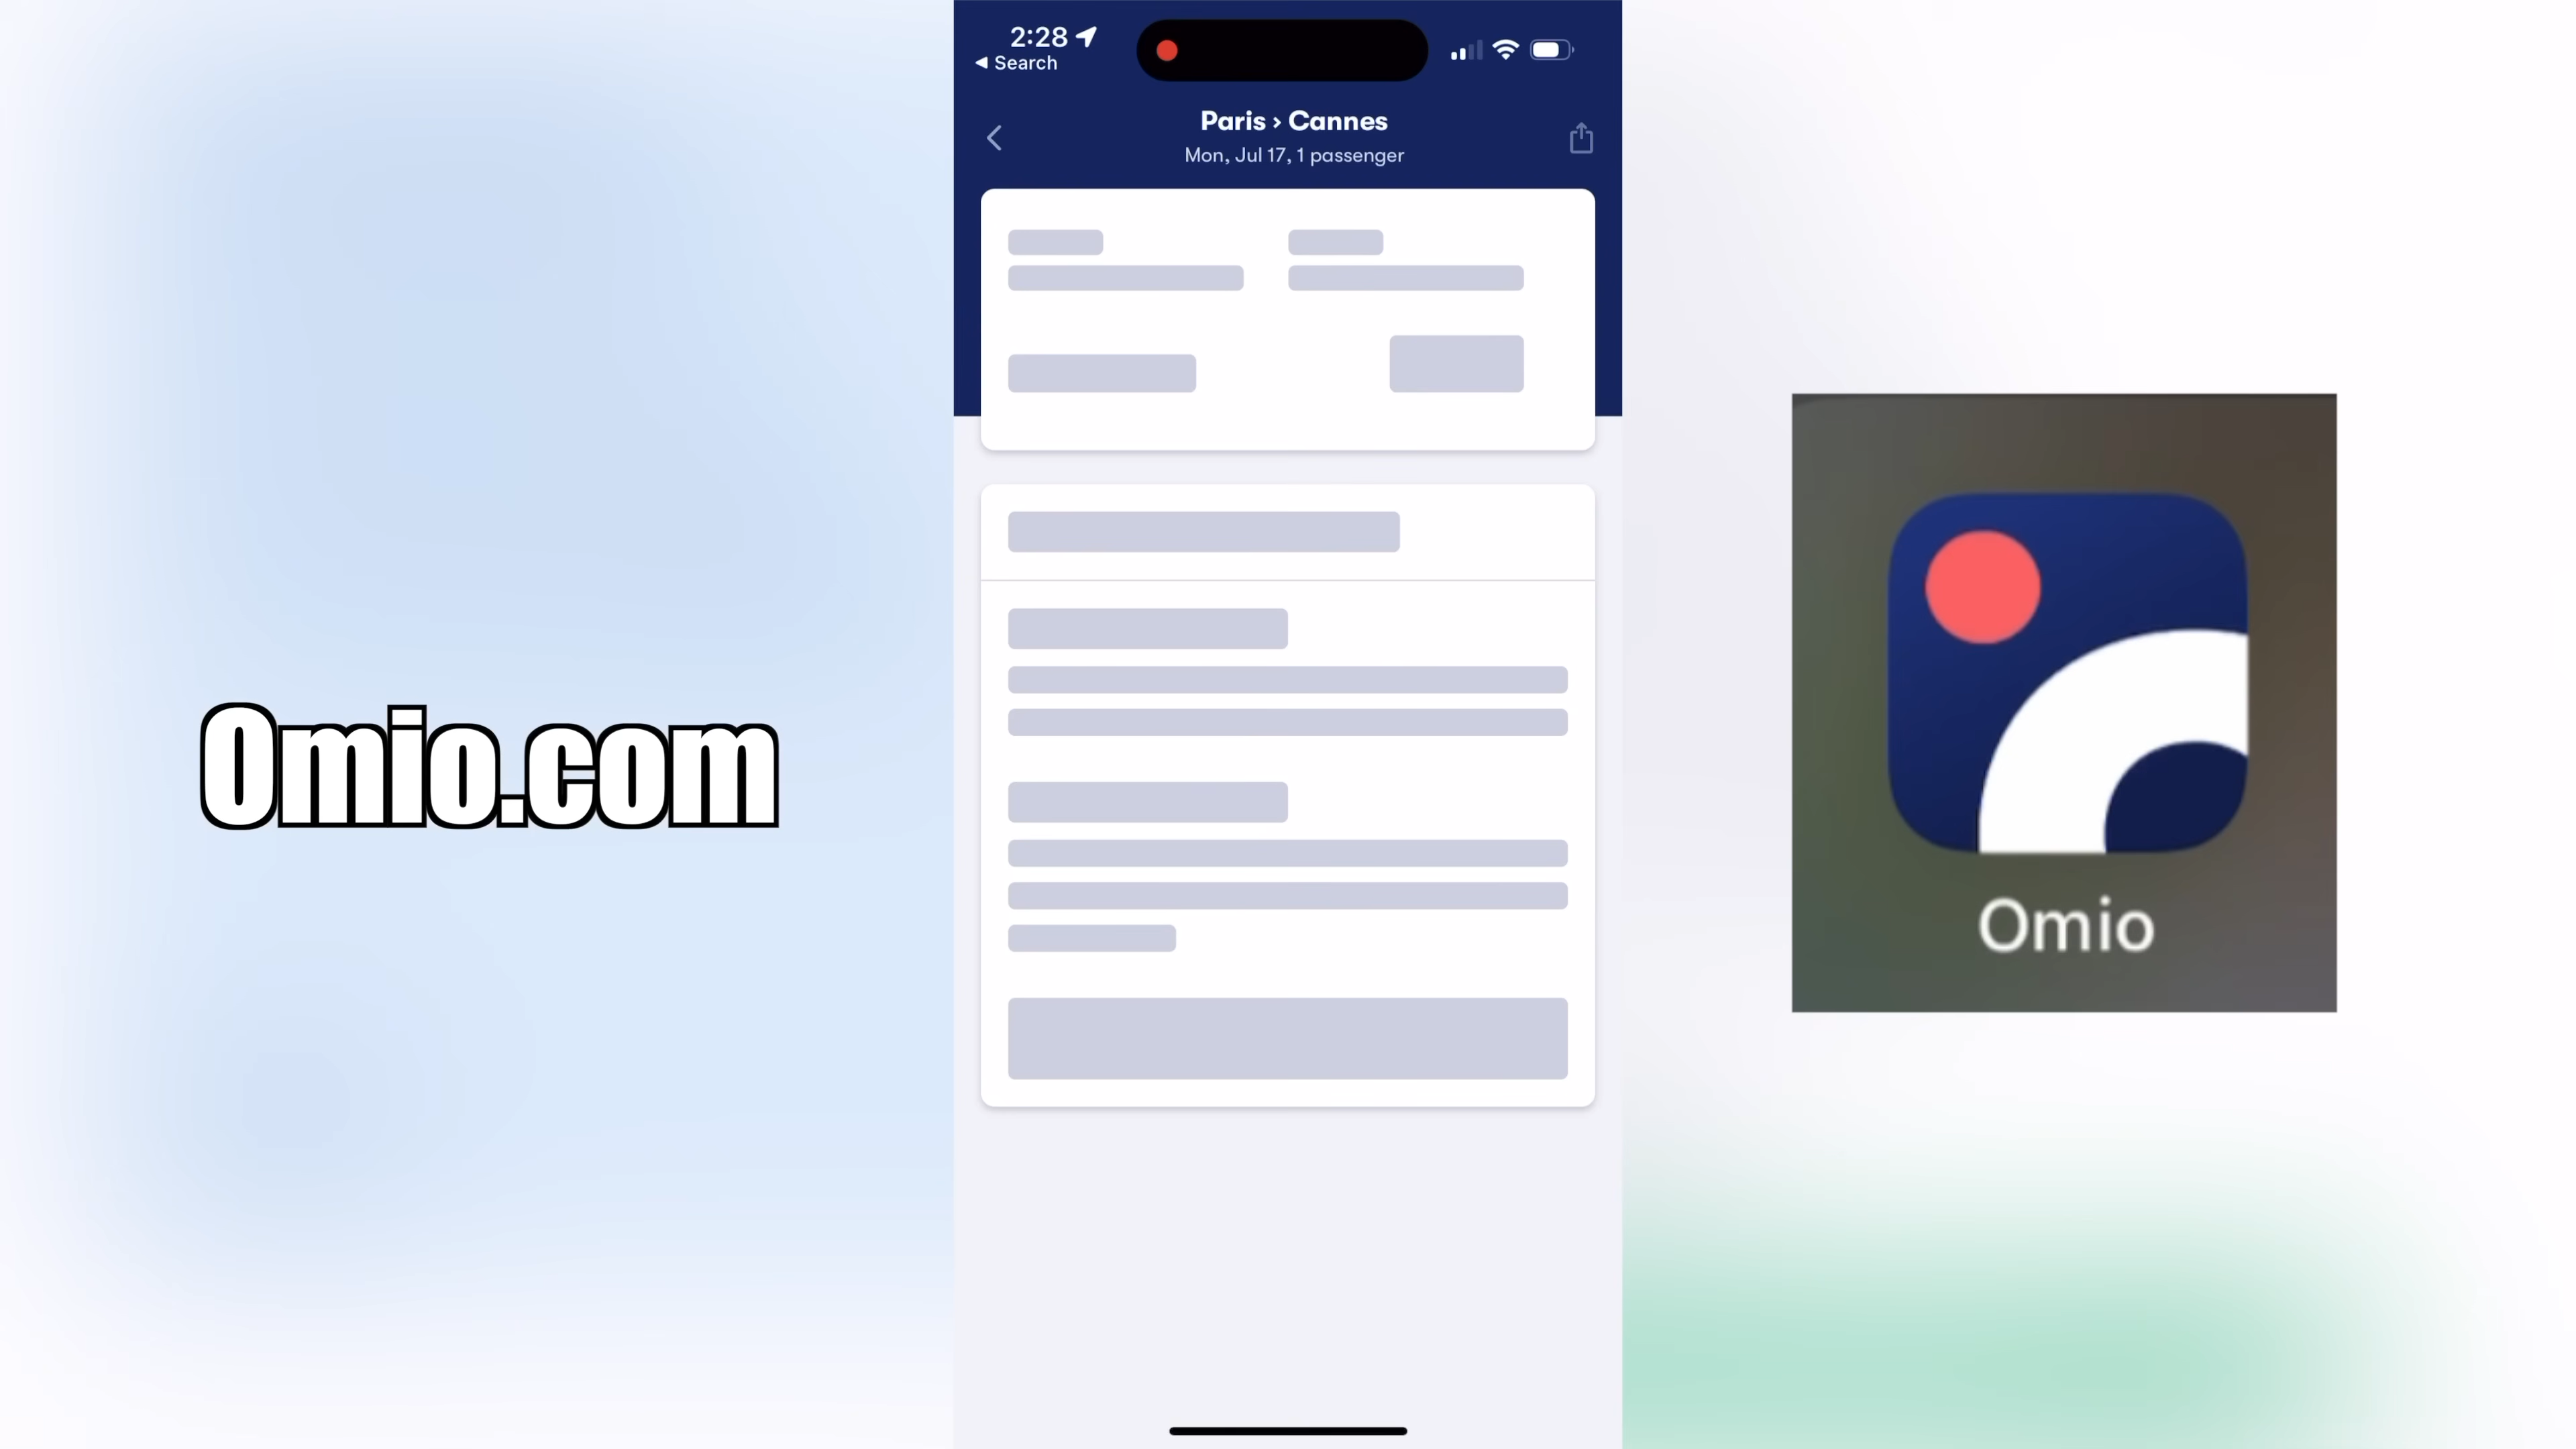 2:28
◀ Search
Paris › Cannes
Mon, Jul 17, 1 passenger
Omio.com
Omio